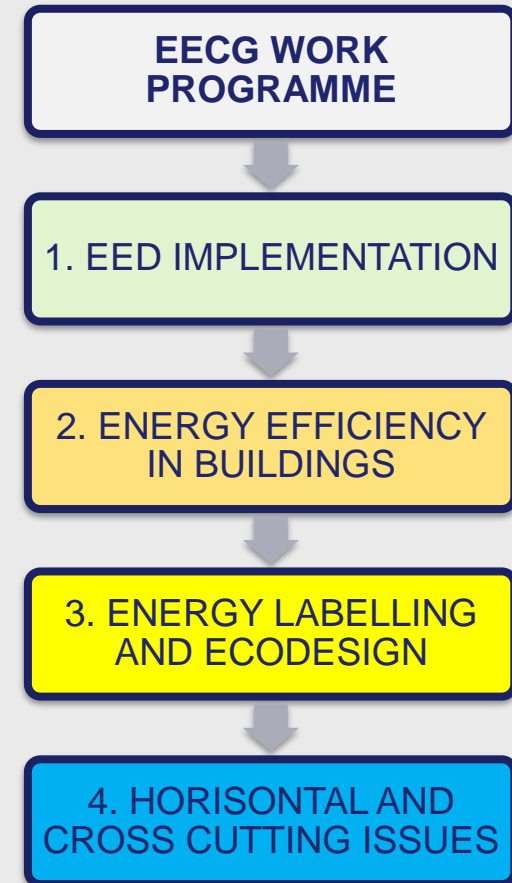 EECG WORK
PROGRAMME
1. EED IMPLEMENTATION
2. ENERGY EFFICIENCY
IN BUILDINGS
3. ENERGY LABELLING
AND ECODESIGN
4. HORISONTAL AND
CROSS CUTTING ISSUES